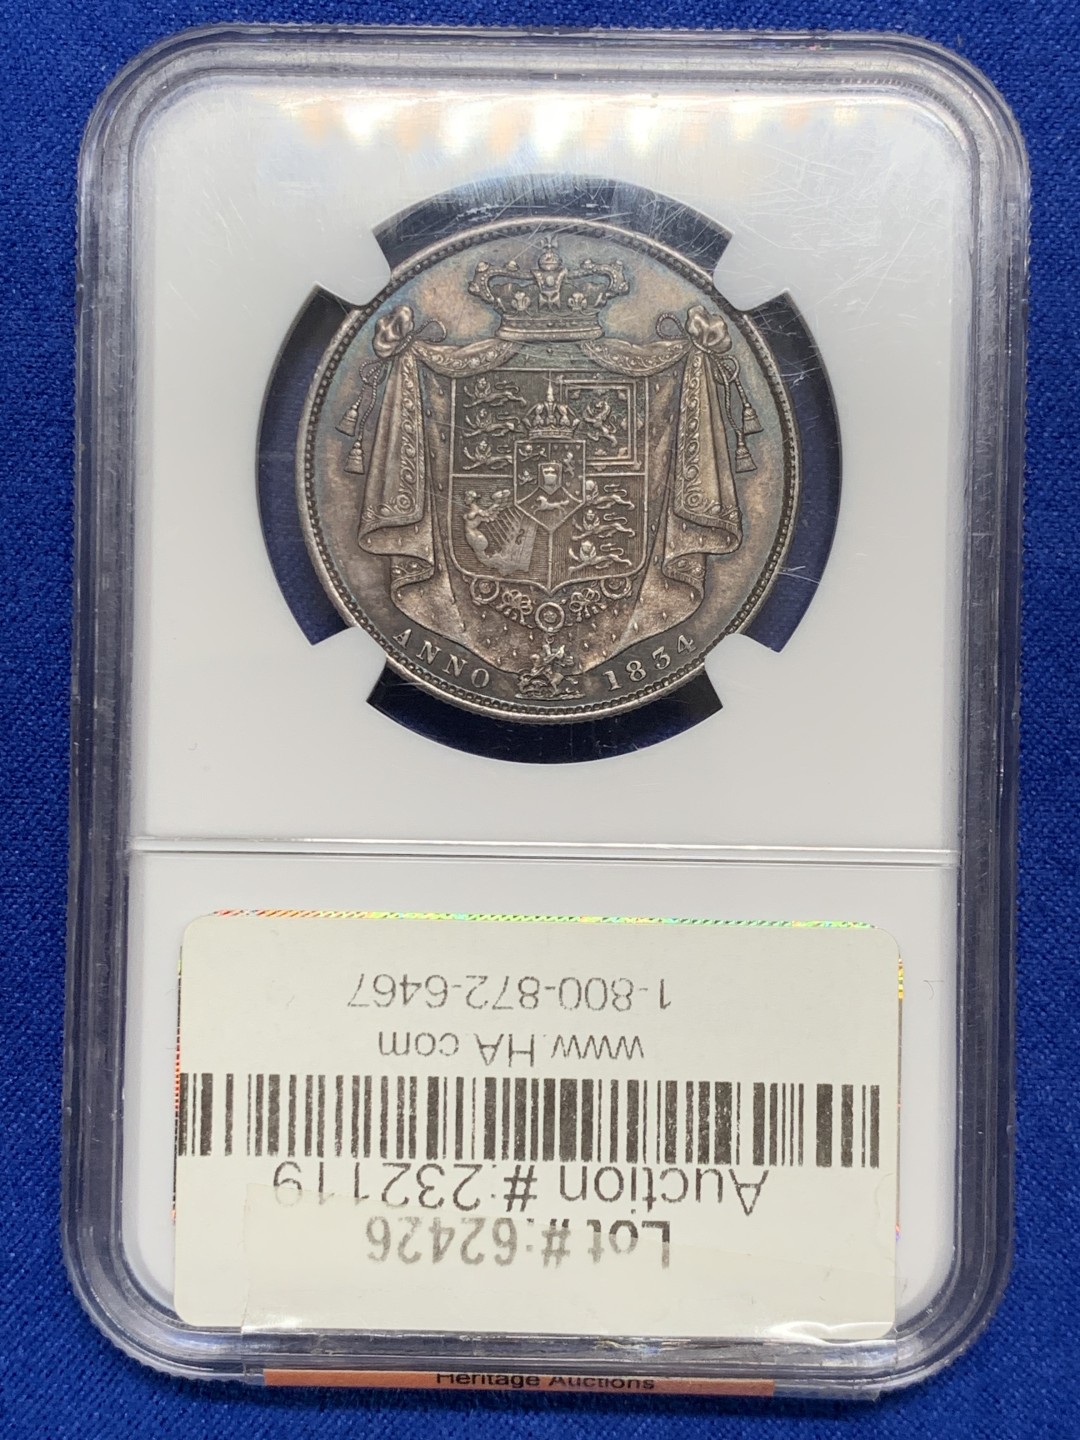 ANNO 1834
Lot #:62426
Auction #:232119
www.HA.com
1-800-872-6467
Heritage Auctions